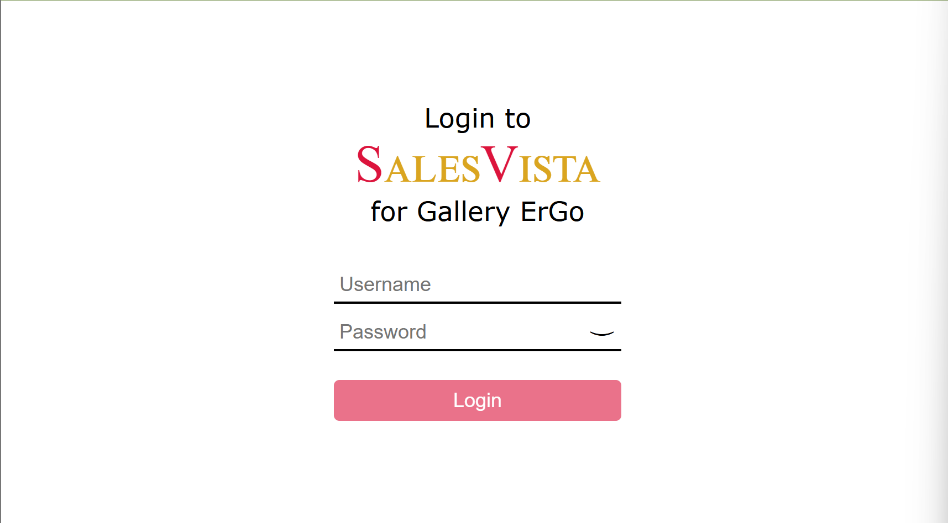 Login to
SALESVISTA
for Gallery ErGo
Username
Password
Login